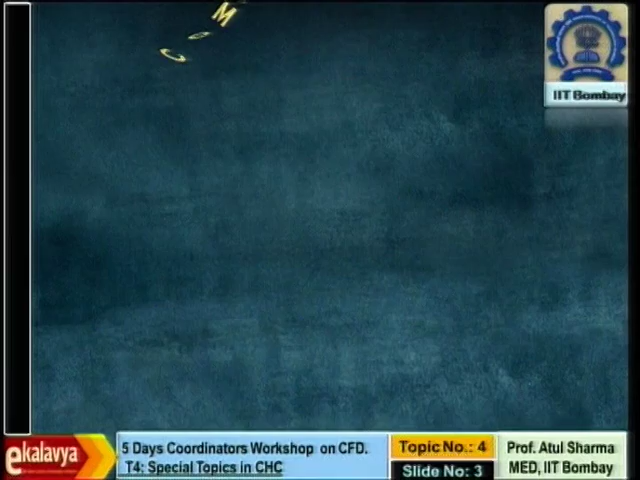 M
IIT Bombay
ekalavya
5 Days Coordinators Workshop on CFD.
T4: Special Topics in CHC
Topic No.: 4
Slide No: 3
Prof. Atul Sharma
MED, IIT Bombay